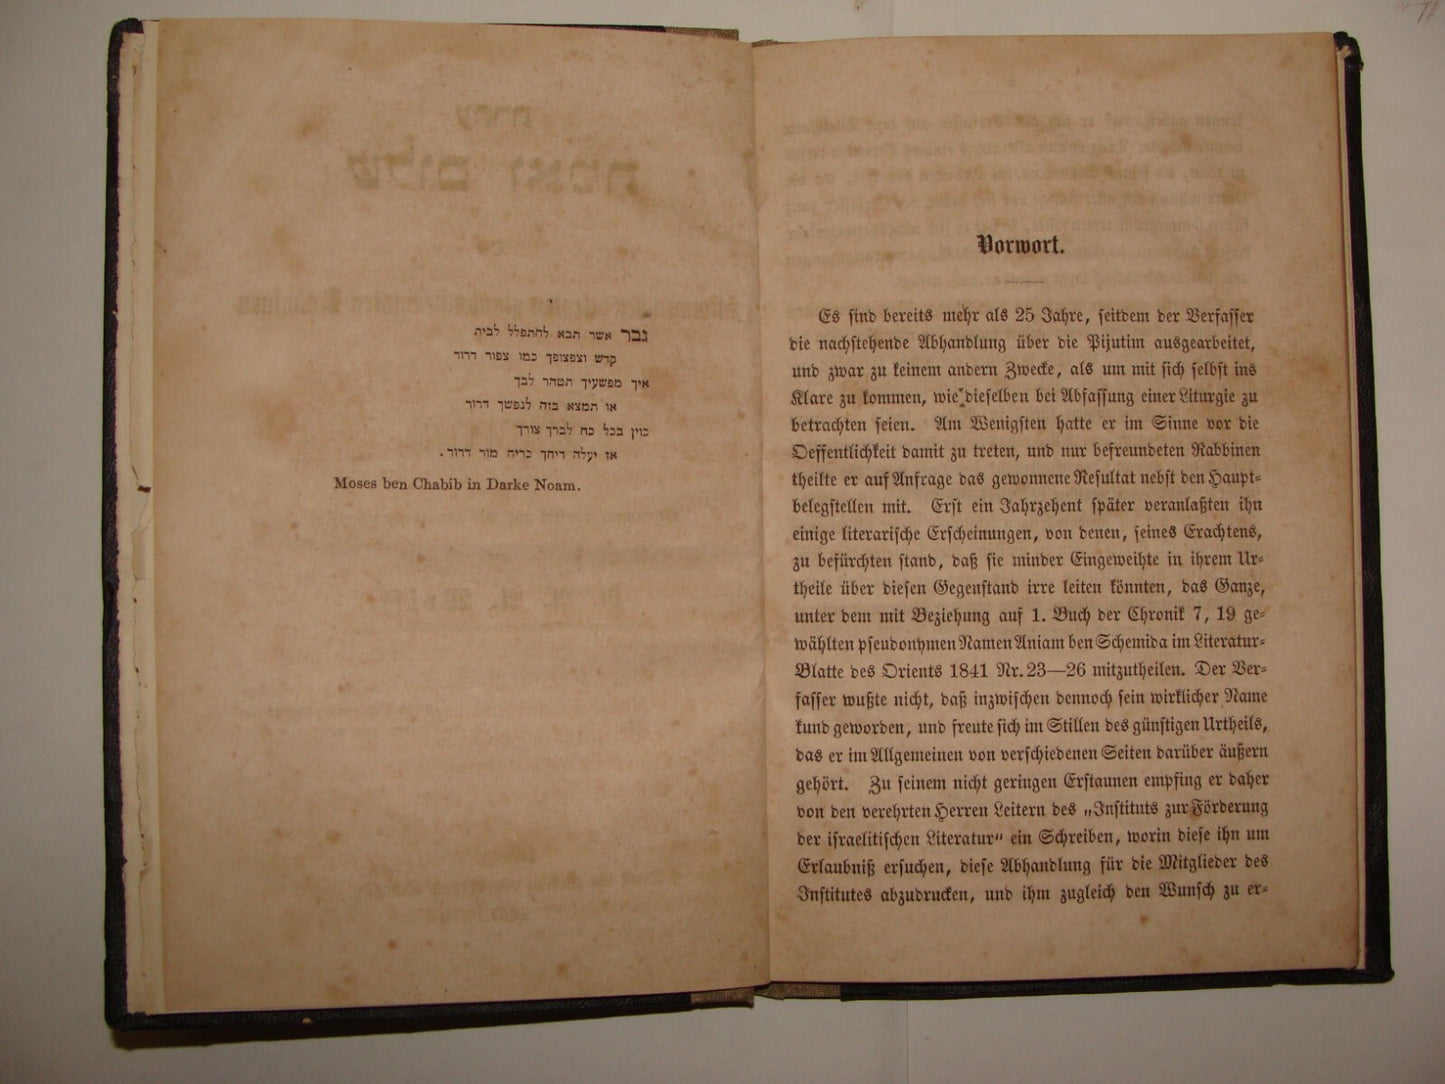 גבר אשר תבא להתפלל לבית
קדש וצפצופך כמו צפור דרור
איך מפשעיך תטהר לבך
או תמצא בזה לנפשך דרור
כוין בכל כח לברך צורך
אז יעלה ריחך כריח מור דרור.
Moses ben Chabib in Darke Noam.
Vorwort.
Es sind bereits mehr als 25 Jahre, seitdem der Verfasser
die nachstehende Abhandlung über die Pijutim ausgearbeitet,
und zwar zu keinem andern Zwecke, als um mit sich selbst ins
Klare zu kommen, wie dieselben bei Abfassung einer Liturgie zu
betrachten seien. Am Wenigsten hatte er im Sinne vor die
Oeffentlichkeit damit zu treten, und nur befreundeten Rabbinen
theilte er auf Anfrage das gewonnene Resultat nebst den Haupt-
belegstellen mit. Erst ein Jahrzehent später veranlaßten ihn
einige literarische Erscheinungen, von denen, seines Erachtens,
zu befürchten stand, daß sie minder Eingeweihte in ihrem Ur-
theile über diesen Gegenstand irre leiten könnten, das Ganze,
unter dem mit Beziehung auf 1. Buch der Chronik 7, 19 ge-
wählten pseudonymen Namen Aniam ben Schemida im Literatur-
Blatte des Orients 1841 Nr. 23—26 mitzutheilen. Der Ver-
fasser wußte nicht, daß inzwischen dennoch sein wirklicher Name
kund geworden, und freute sich im Stillen des günstigen Urtheils,
das er im Allgemeinen von verschiedenen Seiten darüber äußern
gehört. Zu seinem nicht geringen Erstaunen empfing er daher
von den verehrten Herren Leitern des „Instituts zur Förderung
der israelitischen Literatur“ ein Schreiben, worin diese ihn um
Erlaubniß ersuchen, diese Abhandlung für die Mitglieder des
Institutes abzudrucken, und ihm zugleich den Wunsch zu er-